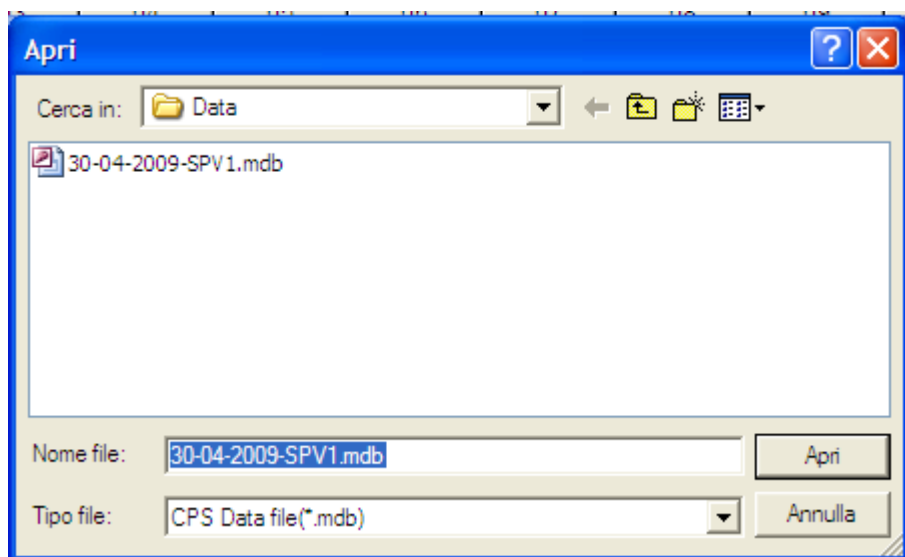 Apri
Cerca in: Data
30-04-2009-SPV1.mdb
Nome file: 30-04-2009-SPV1.mdb Apri
Tipo file: CPS Data file(*.mdb) Annulla